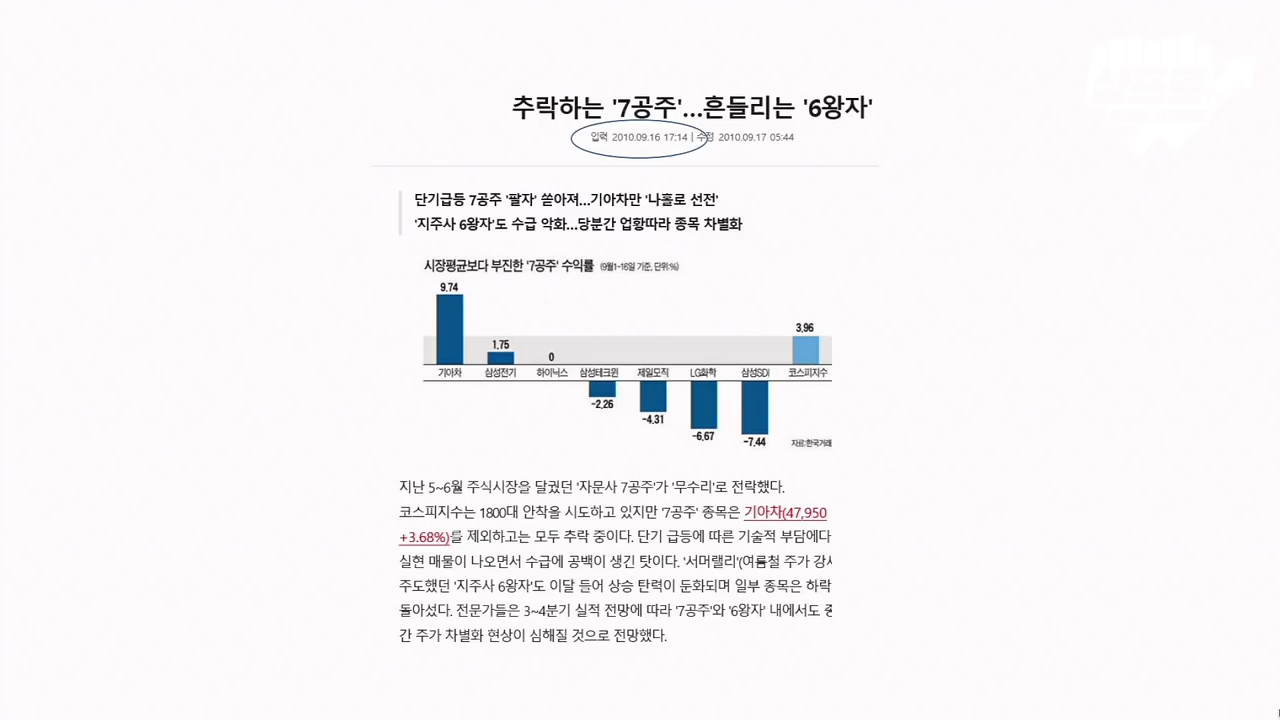 추락하는 '7공주'...흔들리는 '6왕자'
입력 2010.09.16 17:14 | 수정 2010.09.17 05:44
단기급등 7공주 '팔자' 쏟아져...기아차만 '나홀로 선전'
'지주사 6왕자'도 수급 악화...당분간 업황따라 종목 차별화
시장평균보다 부진한 '7공주' 수익률 (9월1~16일 기준, 단위:%)
9.74
1.75
0
3.96
기아차 삼성전기 하이닉스 삼성테크윈 제일모직 LG화학 삼성SDI 코스피지수
-2.26
-4.31
-6.67
-7.44
자료:한국거래
지난 5~6월 주식시장을 달궜던 '자문사 7공주'가 '무수리'로 전락했다.
코스피지수는 1800대 안착을 시도하고 있지만 '7공주' 종목은 기아차(47,950
+3.68%)를 제외하고는 모두 추락 중이다. 단기 급등에 따른 기술적 부담에다
실현 매물이 나오면서 수급에 공백이 생긴 탓이다. '서머랠리'(여름철 주가 강
주도했던 '지주사 6왕자'도 이달 들어 상승 탄력이 둔화되며 일부 종목은 하락
돌아섰다. 전문가들은 3~4분기 실적 전망에 따라 '7공주'와 '6왕자' 내에서도
간 주가 차별화 현상이 심해질 것으로 전망했다.